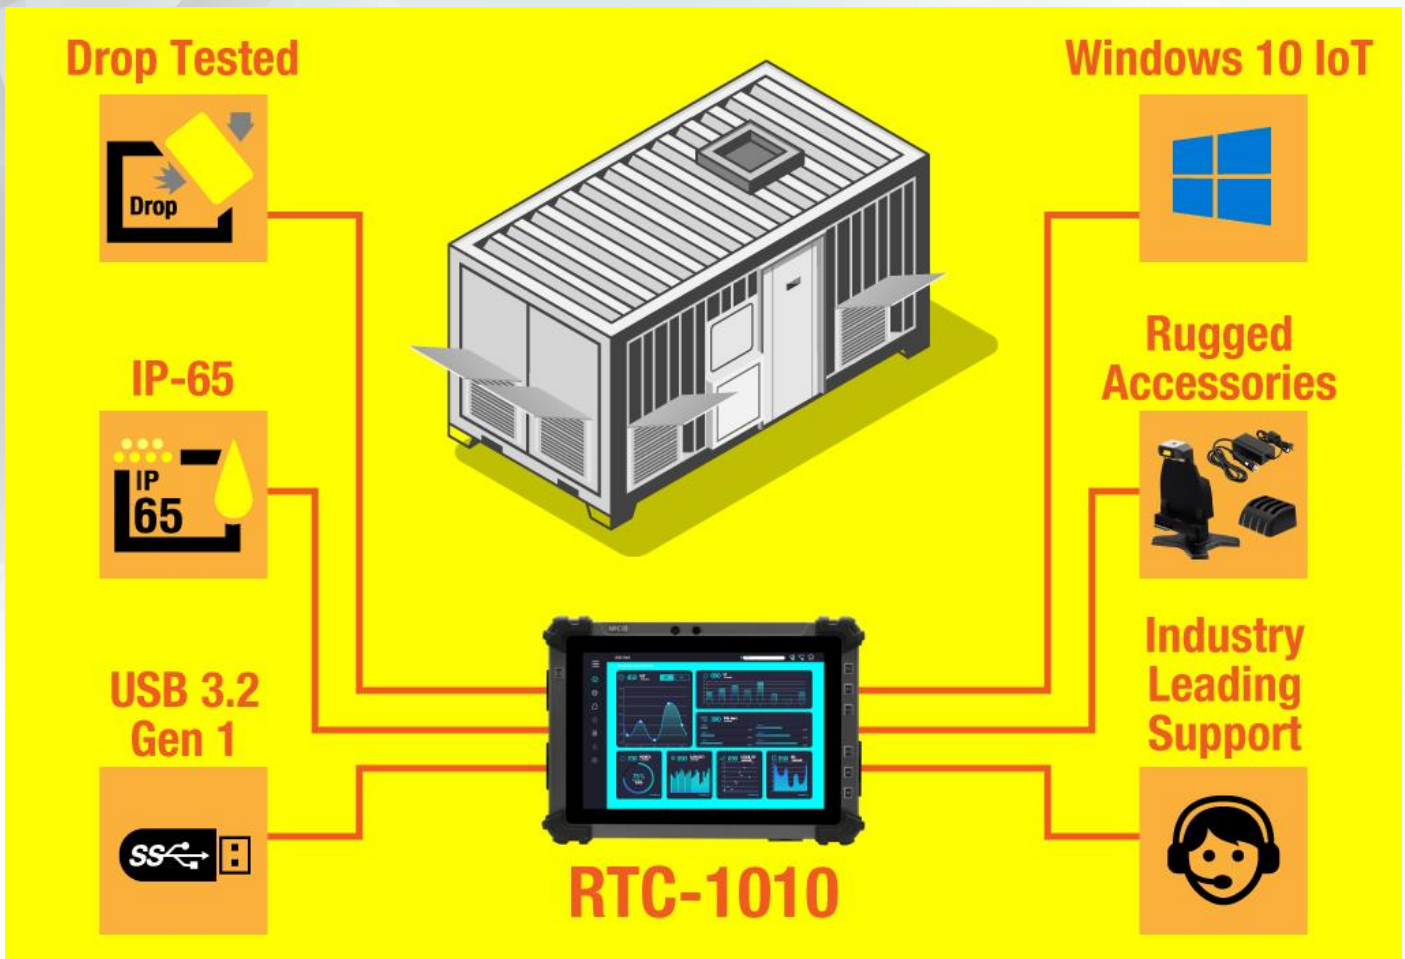 Drop Tested
Drop
IP-65
IP
65
USB 3.2
Gen 1
SS
Windows 10 IoT
Rugged
Accessories
Industry
Leading
Support
NFC
RTC-1010